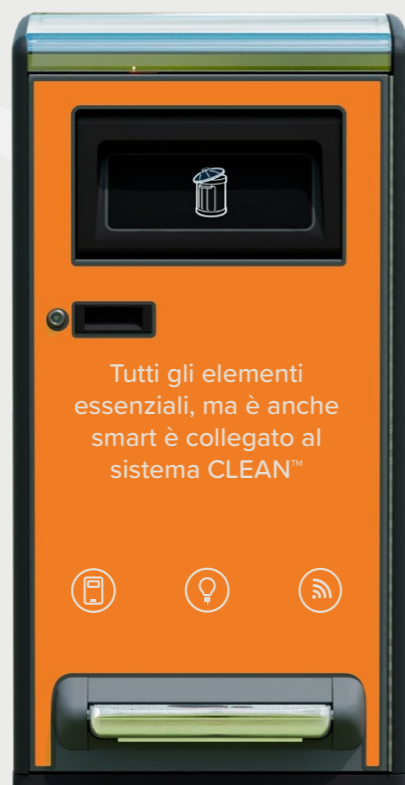 Tutti gli elementi
essenziali, ma è anche
smart è collegato al
sistema CLEAN™